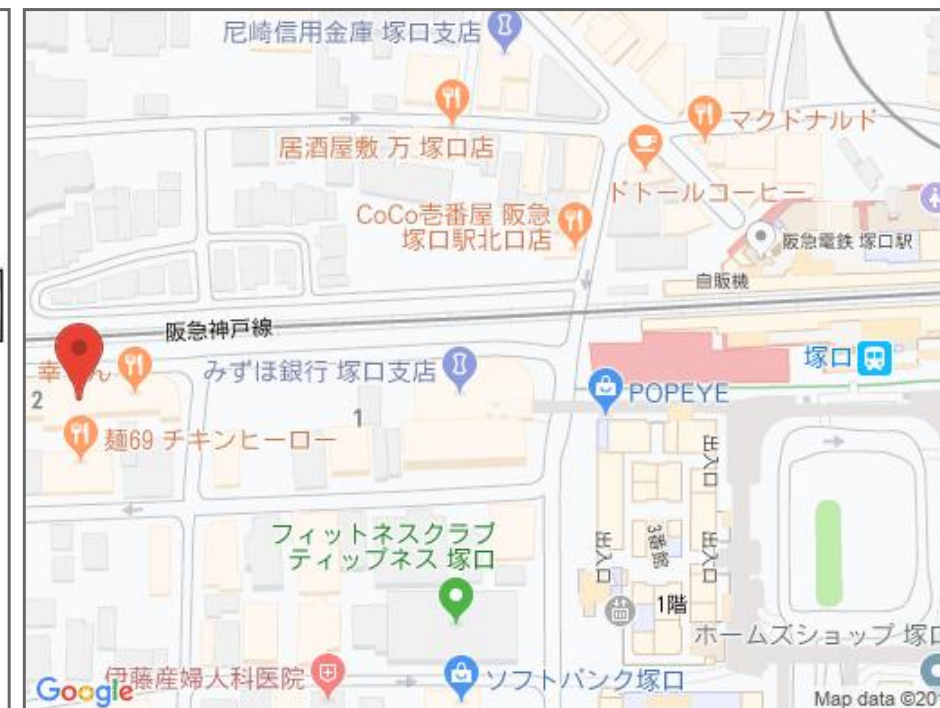 尼崎信用金庫 塚口支店
居酒屋敷 万 塚口店
マクドナルド
ドトールコーヒー
CoCo壱番屋 阪急
塚口駅北口店
阪急電鉄 塚口駅
自販機
阪急神戸線
塚口
みずほ銀行 塚口支店
POPEYE
2
1
麺69 チキンヒーロー
出入口
フィットネスクラブ
ティップネス 塚口
出入口
3番館
出入口
1階
ホームズショップ 塚口
伊藤産婦人科医院
ソフトバンク塚口
Google
Map data ©201